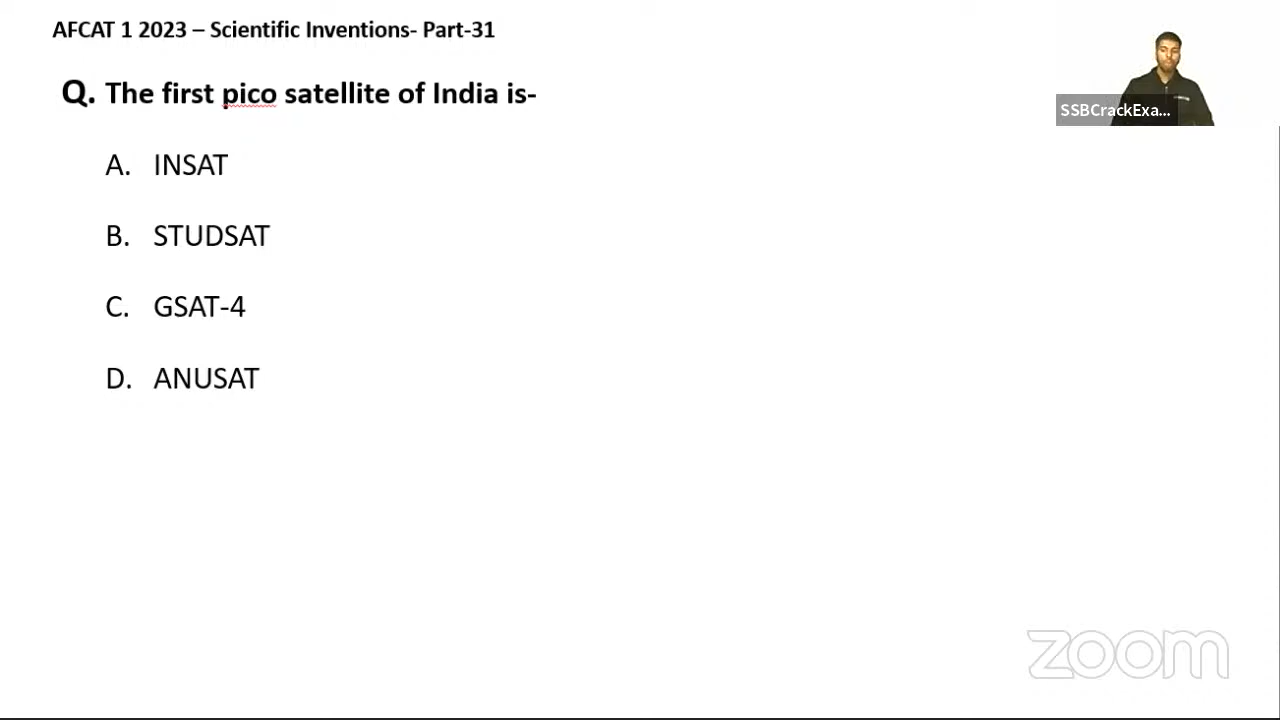 AFCAT 1 2023 – Scientific Inventions- Part-31
SSBCrackExa...
Q. The first pico satellite of India is-
A. INSAT
B. STUDSAT
C. GSAT-4
D. ANUSAT
zoom